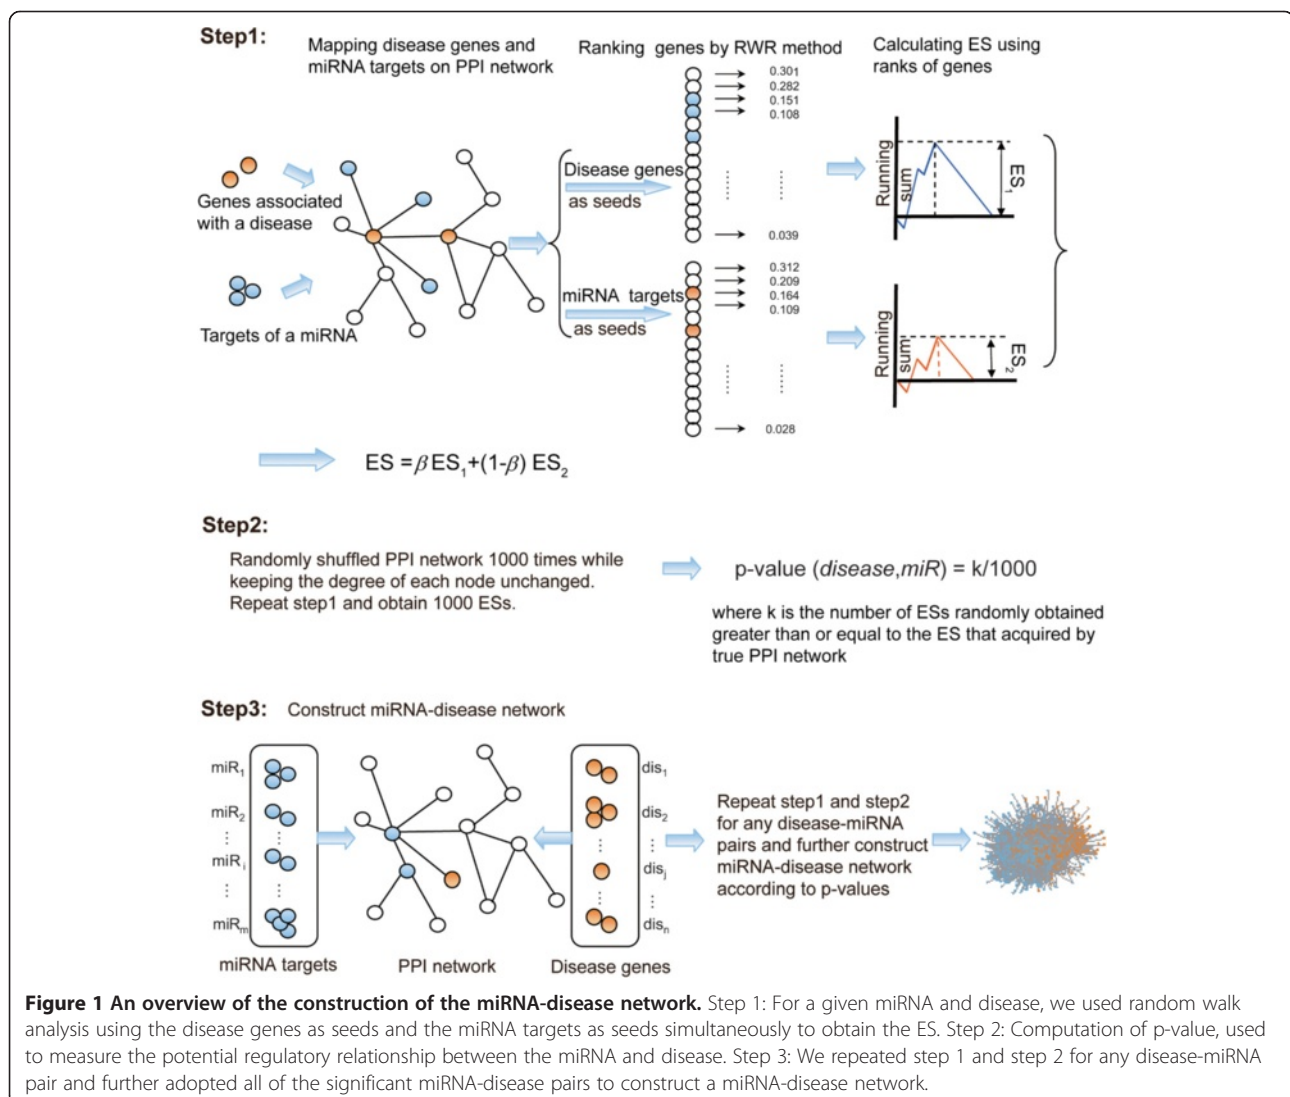 Step1:
Mapping disease genes and
miRNA targets on PPI network
Ranking genes by RWR method
Calculating ES using
ranks of genes
Genes associated
with a disease
Targets of a miRNA
Disease genes
as seeds
miRNA targets
as seeds
0.301
0.282
0.151
0.108
0.039
0.312
0.209
0.164
0.109
0.028
Running
sum
ES1
Running
sum
ES2
ES =βES1+(1-β) ES2
Step2:
Randomly shuffled PPI network 1000 times while
keeping the degree of each node unchanged.
Repeat step1 and obtain 1000 ESs.
p-value (disease,miR) = k/1000
where k is the number of ESs randomly obtained
greater than or equal to the ES that acquired by
true PPI network
Step3: Construct miRNA-disease network
miR1
miR2
miRi
miRm
miRNA targets
PPI network
dis1
dis2
disj
disn
Disease genes
Repeat step1 and step2
for any disease-miRNA
pairs and further construct
miRNA-disease network
according to p-values
Figure 1 An overview of the construction of the miRNA-disease network. Step 1: For a given miRNA and disease, we used random walk
analysis using the disease genes as seeds and the miRNA targets as seeds simultaneously to obtain the ES. Step 2: Computation of p-value, used
to measure the potential regulatory relationship between the miRNA and disease. Step 3: We repeated step 1 and step 2 for any disease-miRNA
pair and further adopted all of the significant miRNA-disease pairs to construct a miRNA-disease network.